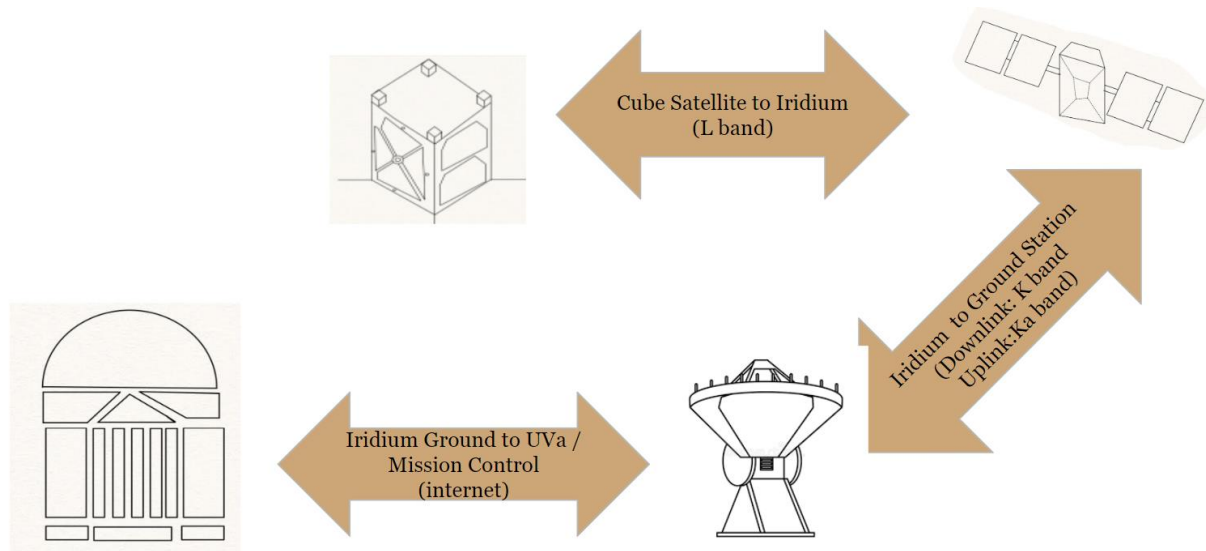 Cube Satellite to Iridium
(L band)
Iridium to Ground Station
(Downlink: K band
Uplink:Ka band)
Iridium Ground to UVa /
Mission Control
(internet)